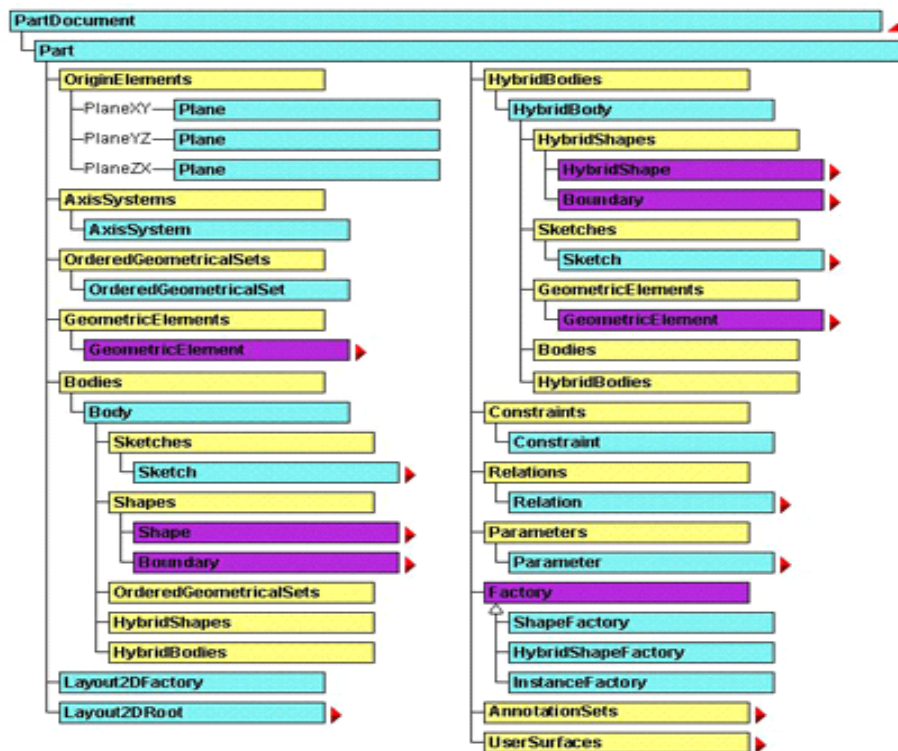 PartDocument
Part
OriginElements
PlaneXY Plane
PlaneYZ Plane
PlaneZX Plane
AxisSystems
AxisSystem
OrderedGeometricalSets
OrderedGeometricalSet
GeometricElements
GeometricElement
Bodies
Body
Sketches
Sketch
Shapes
Shape
Boundary
OrderedGeometricalSets
HybridShapes
HybridBodies
Layout2DFactory
Layout2DRoot
HybridBodies
HybridBody
HybridShapes
HybridShape
Boundary
Sketches
Sketch
GeometricElements
GeometricElement
Bodies
HybridBodies
Constraints
Constraint
Relations
Relation
Parameters
Parameter
Factory
ShapeFactory
HybridShapeFactory
InstanceFactory
AnnotationSets
UserSurfaces